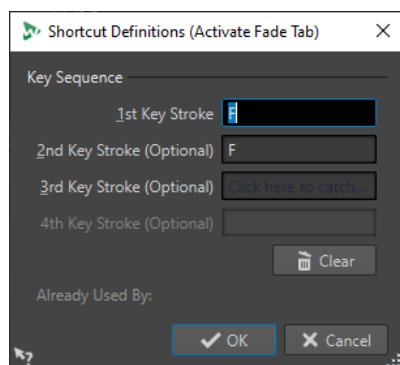 Shortcut Definitions (Activate Fade Tab)
Key Sequence
1st Key Stroke F
2nd Key Stroke (Optional) F
3rd Key Stroke (Optional) Click here to catch...
4th Key Stroke (Optional)
Clear
Already Used By:
OK Cancel
?